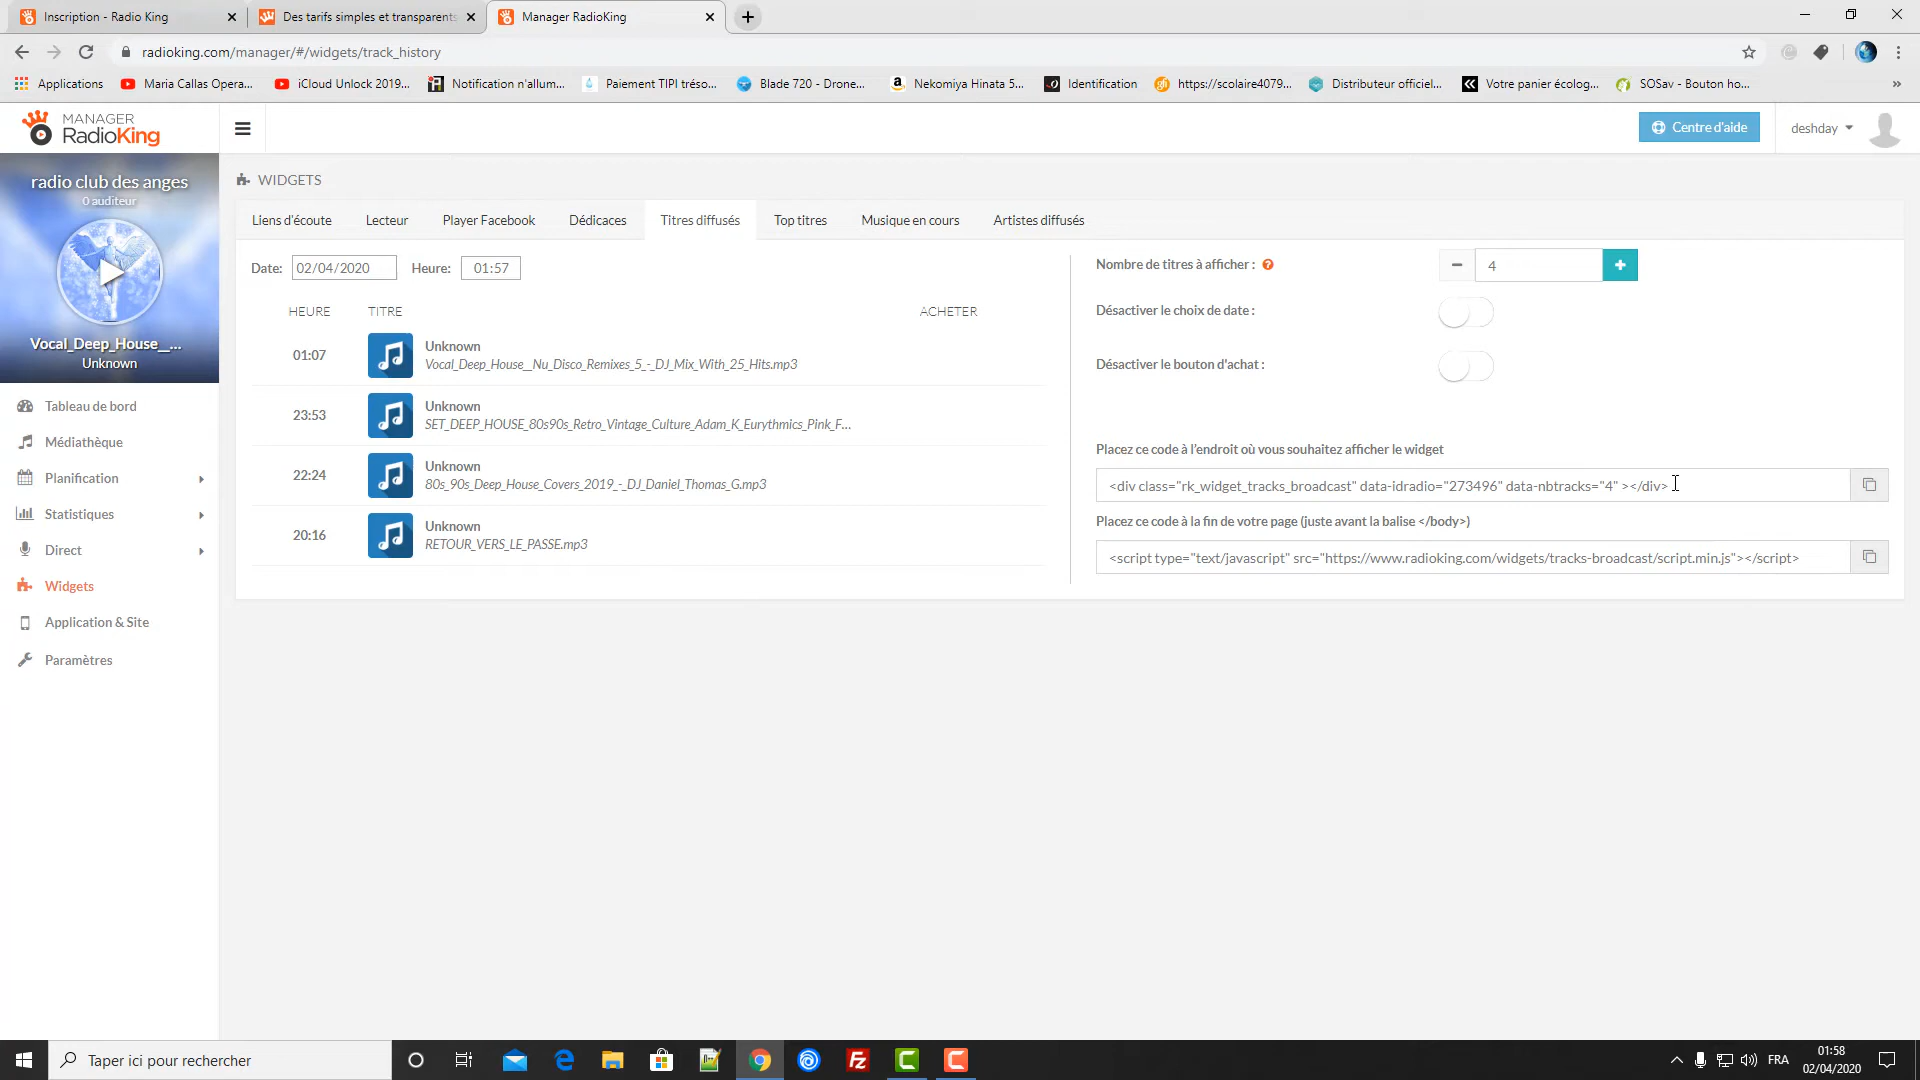 Inscription - Radio King
Des tarifs simples et transparents
Manager RadioKing
radioking.com/manager/#/widgets/track_history
Applications
Maria Callas Opera...
iCloud Unlock 2019...
Notification n'allum...
Paiement TIPI tréso...
Blade 720 - Drone...
Nekomiya Hinata 5...
Identification
https://scolaire4079...
Distributeur officiel...
Votre panier écolog...
SOSav - Bouton ho...
»
MANAGER
RadioKing
Centre d'aide
deshday
radio club des anges
0 auditeur
Vocal_Deep_House__...
Unknown
Tableau de bord
Médiathèque
Planification
Statistiques
Direct
Widgets
Application & Site
Paramètres
WIDGETS
Liens d'écoute
Lecteur
Player Facebook
Dédicaces
Titres diffusés
Top titres
Musique en cours
Artistes diffusés
Date: 02/04/2020 Heure: 01:57
HEURE TITRE ACHETER
01:07
Unknown
Vocal_Deep_House__Nu_Disco_Remixes_5_-_DJ_Mix_With_25_Hits.mp3
23:53
Unknown
SET_DEEP_HOUSE_80s90s_Retro_Vintage_Culture_Adam_K_Eurythmics_Pink_F...
22:24
Unknown
80s_90s_Deep_House_Covers_2019_-_DJ_Daniel_Thomas_G.mp3
20:16
Unknown
RETOUR_VERS_LE_PASSE.mp3
Nombre de titres à afficher : ? − 4 +
Désactiver le choix de date :
Désactiver le bouton d'achat :
Placez ce code à l'endroît où vous souhaitez afficher le widget
<div class="rk_widget_tracks_broadcast" data-idradio="273496" data-nbtracks="4" ></div>
Placez ce code à la fin de votre page (juste avant la balise </body>)
<script type="text/javascript" src="https://www.radioking.com/widgets/tracks-broadcast/script.min.js"></script>
Taper ici pour rechercher
FRA
01:58
02/04/2020